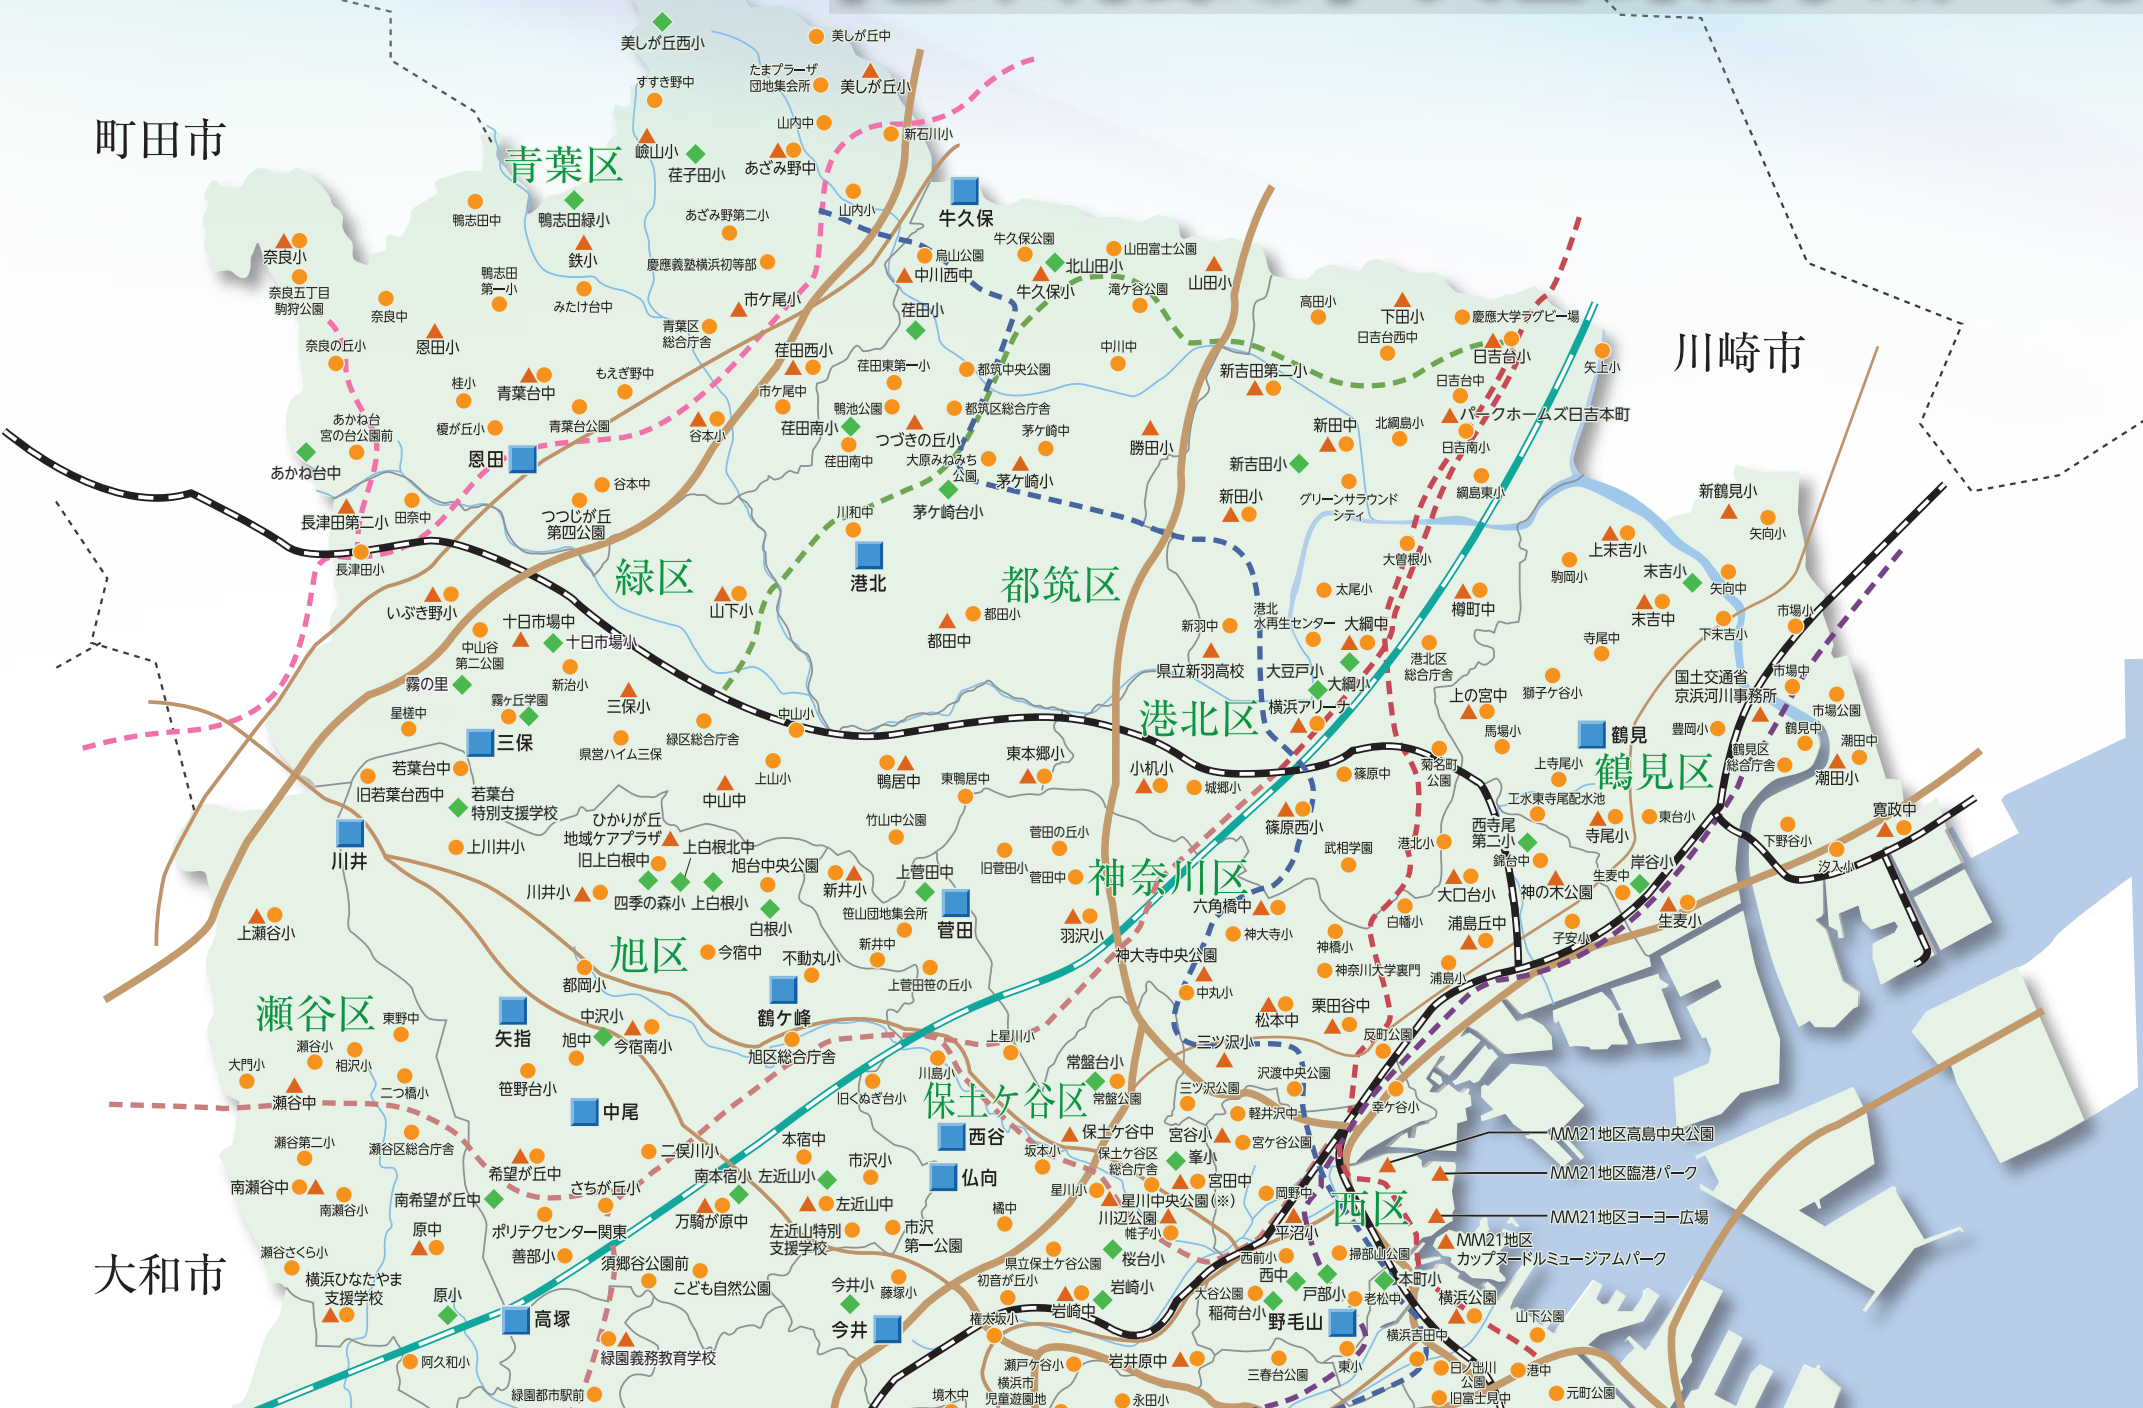 美しが丘西小
美しが丘中
たまプラーザ
団地集会所
美しが丘小
すすき野中
町田市
山内中
新石川小
嶮山小
荏子田小
あざみ野中
青葉区
鴨志田中
鴨志田緑小
あざみ野第二小
山内小
牛久保
奈良小
鉄小
慶應義塾横浜初等部
烏山公園
中川西中
牛久保公園
北山田小
山田富士公園
山田小
奈良五丁目
駒狩公園
鴨志田
第一小
みたけ台中
市ケ尾小
牛久保小
滝ケ谷公園
奈良中
恩田小
青葉区
総合庁舎
荏田小
高田小
下田小
慶應大学ラグビー場
日吉台西中
日吉台小
矢上小
川崎市
奈良の丘小
荏田西小
荏田東第一小
都筑中央公園
中川中
新吉田第二小
桂小
青葉台中
もえぎ野中
市ケ尾中
日吉台中
あかね台
宮の台公園前
榎が丘小
青葉台公園
谷本小
鴨池公園
荏田南小
都筑区総合庁舎
つづきの丘小
茅ケ崎中
勝田小
新田中
北綱島小
パークホームズ日吉本町
日吉南小
あかね台中
恩田
荏田南中
大原みねみち
公園
茅ケ崎小
新吉田小
綱島東小
谷本中
長津田第二小
田奈中
つつじが丘
第四公園
川和中
茅ケ崎台小
新田小
グリーンサラウンド
シティ
新鶴見小
矢向小
長津田小
港北
緑区
都筑区
大曽根小
上末吉小
駒岡小
末吉小
矢向中
いぶき野小
山下小
都田小
都田中
太尾小
樽町中
末吉中
市場小
下末吉小
十日市場中
十日市場小
中山谷
第二公園
新羽中
港北
水再生センター
大綱中
寺尾中
霧の里
新治小
県立新羽高校
大豆戸小
大綱小
港北区
総合庁舎
獅子ケ谷小
国土交通省
京浜河川事務所
市場中
星槎中
霧ケ丘学園
三保小
緑区総合庁舎
中山小
港北区
横浜アリーナ
上の宮中
馬場小
鶴見
豊岡小
市場公園
鶴見中
潮田中
三保
県営ハイム三保
若葉台中
上山小
鴨居中
東本郷小
小机小
城郷小
篠原中
菊名町
公園
上寺尾小
鶴見区
鶴見区
総合庁舎
潮田小
旧若葉台西中
若葉台
特別支援学校
中山中
東鴨居中
篠原西小
工水東寺尾配水池
寛政中
ひかりが丘
地域ケアプラザ
竹山中公園
菅田の丘小
西寺尾
第二小
寺尾小
東台小
下野谷小
川井
上川井小
旧上白根中
上白根北中
旭台中央公園
上菅田中
旧菅田小
菅田中
神奈川区
武相学園
港北小
錦台中
岸谷小
汐入小
川井小
四季の森小
上白根小
新井小
大口台小
神の木公園
生麦中
上瀬谷小
白根小
笹山団地集会所
菅田
羽沢小
六角橋中
神大寺小
白幡小
浦島丘中
生麦小
旭区
今宿中
不動丸小
新井中
上菅田笹の丘小
神大寺中央公園
神橋小
神奈川大学裏門
子安小
浦島小
都岡小
鶴ケ峰
中丸小
瀬谷区
東野中
矢指
中沢小
旭中
今宿南小
旭区総合庁舎
上星川小
松本中
栗田谷中
反町公園
瀬谷小
相沢小
大門小
川島小
常盤台小
常盤公園
三ツ沢小
瀬谷中
二つ橋小
笹野台小
旧くぬぎ台小
保土ケ谷区
三ツ沢公園
沢渡中央公園
幸ケ谷小
瀬谷第二小
瀬谷区総合庁舎
中尾
西谷
保土ケ谷中
宮谷小
軽井沢中
宮ケ谷公園
MM21地区高島中央公園
二俣川小
本宿中
市沢小
仏向
坂本小
保土ケ谷区
総合庁舎
峯小
MM21地区臨港パーク
南瀬谷中
南瀬谷小
希望が丘中
南希望が丘中
さちが丘小
南本宿小
左近山小
星川小
星川中央公園(※)
宮田中
岡野中
西区
MM21地区ヨーヨー広場
原中
ポリテクセンター関東
万騎が原中
左近山中
左近山特別
支援学校
市沢
第一公園
橘中
川辺公園
帷子小
平沼小
MM21地区
カップヌードルミュージアムパーク
大和市
瀬谷さくら小
善部小
須郷谷公園前
こども自然公園
県立保土ケ谷公園
桜台小
西前小
掃部山公園
横浜ひなたやま
支援学校
原小
今井小
藤塚小
初音が丘小
岩崎中
岩崎小
大谷公園
西中
稲荷台小
戸部小
本町小
老松中
横浜公園
山下公園
高塚
今井
権太坂小
野毛山
横浜吉田中
阿久和小
緑園義務教育学校
瀬戸ケ谷小
岩井原中
三春台公園
東小
日ノ出川
公園
港中
緑園都市駅前
境木中
横浜市
児童遊園地
永田中
旧富士見中
元町公園